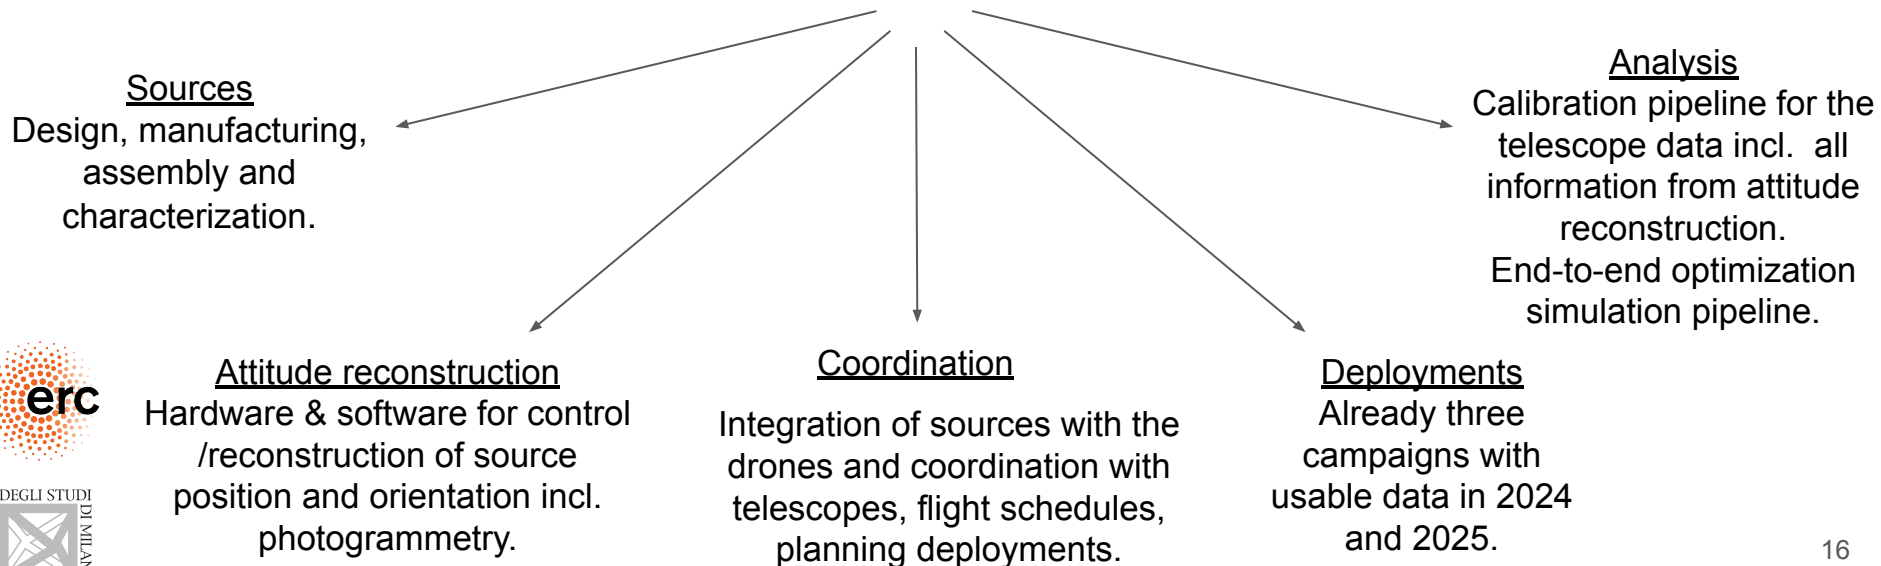 Sources
Design, manufacturing,
assembly and
characterization.
Analysis
Calibration pipeline for the
telescope data incl. all
information from attitude
reconstruction.
End-to-end optimization
simulation pipeline.
Attitude reconstruction
Hardware & software for control
/reconstruction of source
position and orientation incl.
photogrammetry.
Coordination
Integration of sources with the
drones and coordination with
telescopes, flight schedules,
planning deployments.
Deployments
Already three
campaigns with
usable data in 2024
and 2025.
erc
DEGLI STUDI
DI MILAN
16